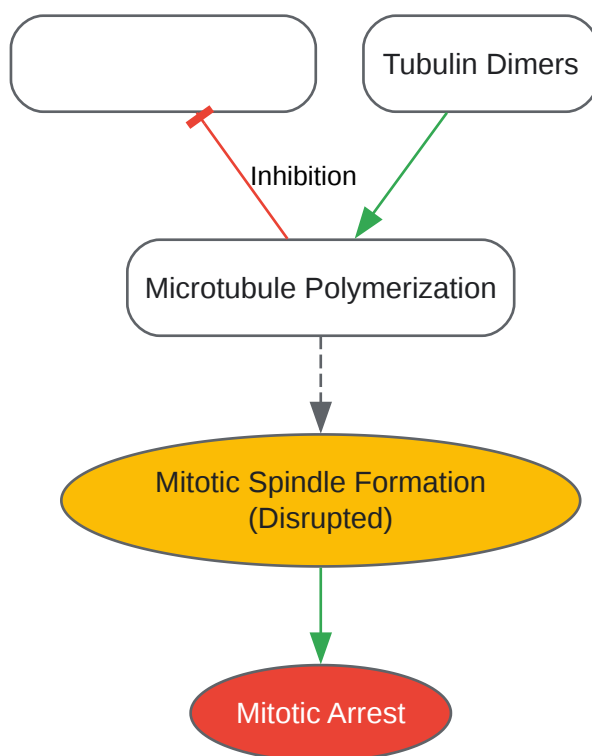 Tubulin Dimers
Inhibition
Microtubule Polymerization
Mitotic Spindle Formation
(Disrupted)
Mitotic Arrest